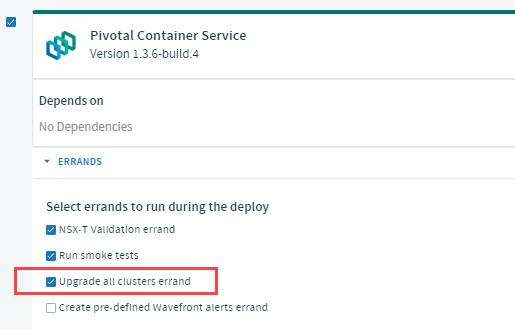 Pivotal Container Service
Version 1.3.6-build.4
Depends on
No Dependencies
ERRANDS
Select errands to run during the deploy
NSX-T Validation errand
Run smoke tests
Upgrade all clusters errand
Create pre-defined Wavefront alerts errand